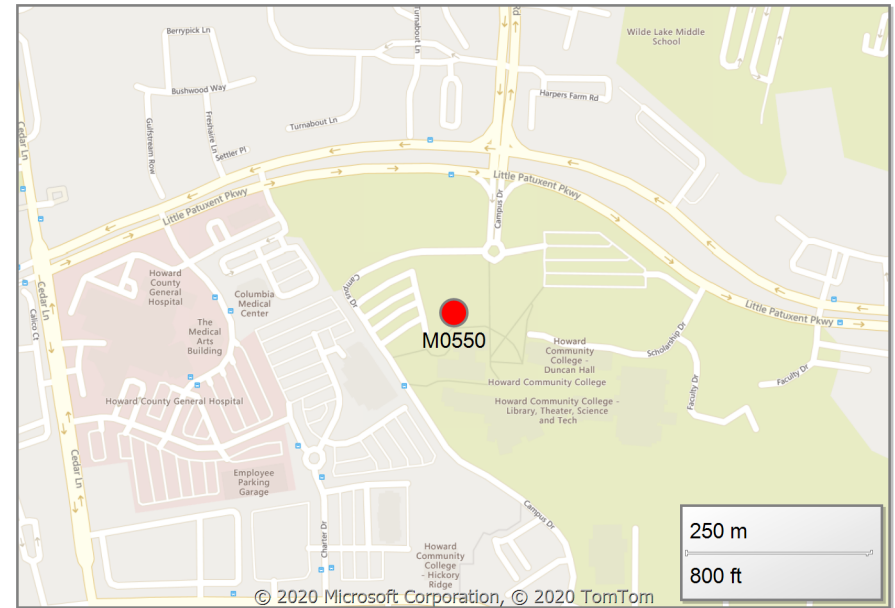 Berrypick Ln
Turnabout Ln
Rd
Wilde Lake Middle
School
Bushwood Way
Harpers Farm Rd
Gulfstream Row
Freshaire Ln
Turnabout Ln
Cedar Ln
Settler Pl
Little Patuxent Pkwy
Little Patuxent Pkwy
Campus Dr
Howard
County
General
Hospital
Columbia
Medical
Center
Campus Dr
Cedar Ln
Calico Ct
M0550
The
Medical
Arts
Building
Little Patuxent Pkwy
Scholarship Dr
Howard
Community
College -
Duncan Hall
Howard Community College
Faculty Dr
Faculty Dr
Howard County General Hospital
Howard Community College -
Library, Theater, Science
and Tech
Cedar Ln
Employee
Parking
Garage
Campus Dr
Charter Dr
Howard
Community
College
- Hickory
Ridge
250 m
800 ft
© 2020 Microsoft Corporation, © 2020 TomTom